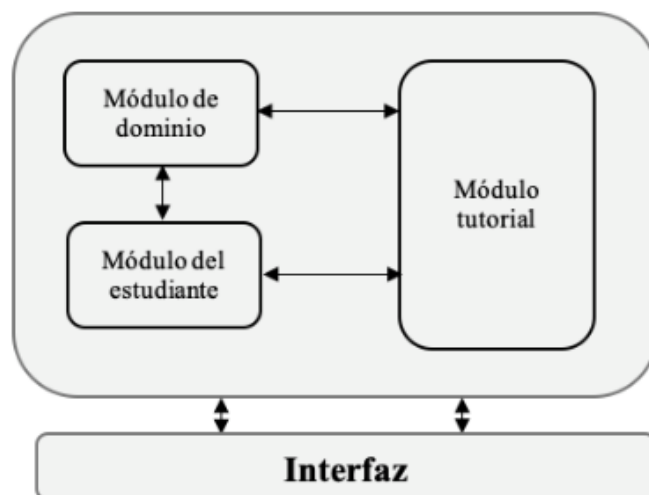 Módulo de
dominio
Módulo
tutorial
Módulo del
estudiante
Interfaz